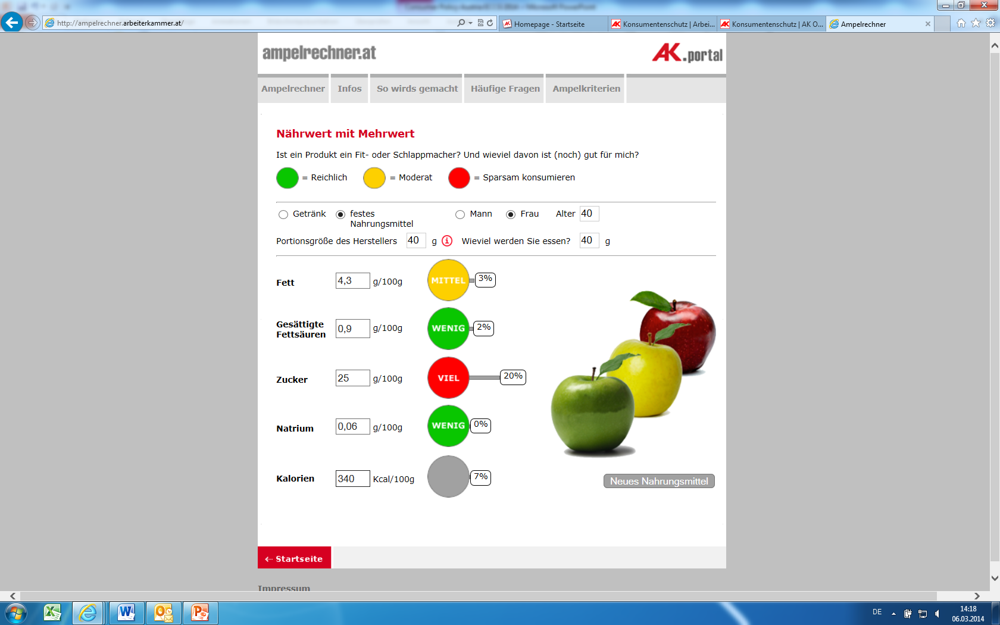 http://ampelrechner.arbeiterkammer.at/
Homepage - Startseite
Konsumentenschutz | Arbei...
Konsumentenschutz | AK O...
Ampelrechner
ampelrechner.at
AK.portal
Ampelrechner
Infos
So wirds gemacht
Häufige Fragen
Ampelkriterien
Nährwert mit Mehrwert
Ist ein Produkt ein Fit- oder Schlappmacher? Und wieviel davon ist (noch) gut für mich?
= Reichlich = Moderat = Sparsam konsumieren
Getränk festes Mann Frau Alter 40
Nahrungsmittel
Portionsgröße des Herstellers 40 g Wieviel werden Sie essen? 40 g
Fett 4,3 g/100g MITTEL 3%
Gesättigte
Fettsäuren 0,9 g/100g WENIG 2%
Zucker 25 g/100g VIEL 20%
Natrium 0,06 g/100g WENIG 0%
Kalorien 340 Kcal/100g 7%
Neues Nahrungsmittel
Startseite
Impressum
DE
14:18
06.03.2014